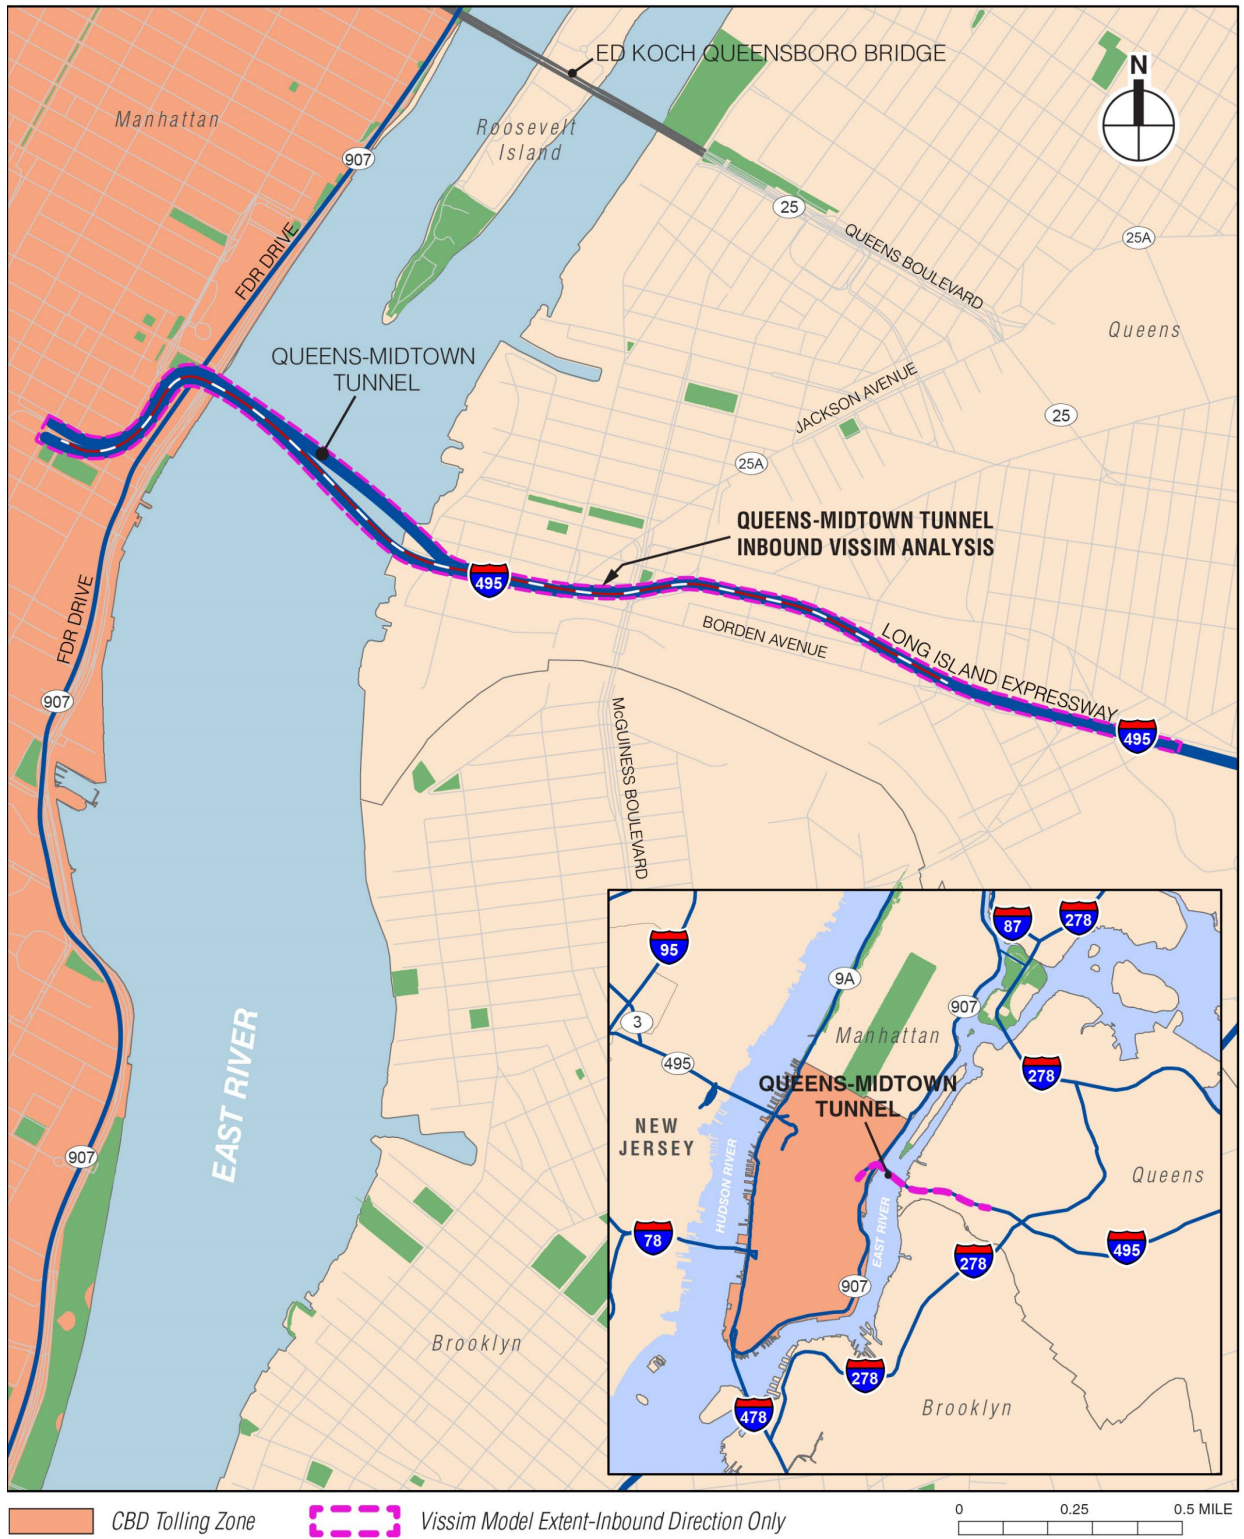 ED KOCH QUEENSBORO BRIDGE
N
Manhattan
Roosevelt
Island
907
25
25A
QUEENS BOULEVARD
FDR DRIVE
Queens
QUEENS-MIDTOWN
TUNNEL
JACKSON AVENUE
25
25A
QUEENS-MIDTOWN TUNNEL
INBOUND VISSIM ANALYSIS
495
FDR DRIVE
BORDEN AVENUE
LONG ISLAND EXPRESSWAY
907
495
McGUINESS BOULEVARD
EAST RIVER
907
Brooklyn
87
278
95
9A
907
3
Manhattan
495
278
QUEENS-MIDTOWN
TUNNEL
NEW
JERSEY
HUDSON RIVER
Queens
EAST RIVER
78
495
278
907
278
478
Brooklyn
CBD Tolling Zone
Vissim Model Extent-Inbound Direction Only
0 0.25 0.5 MILE